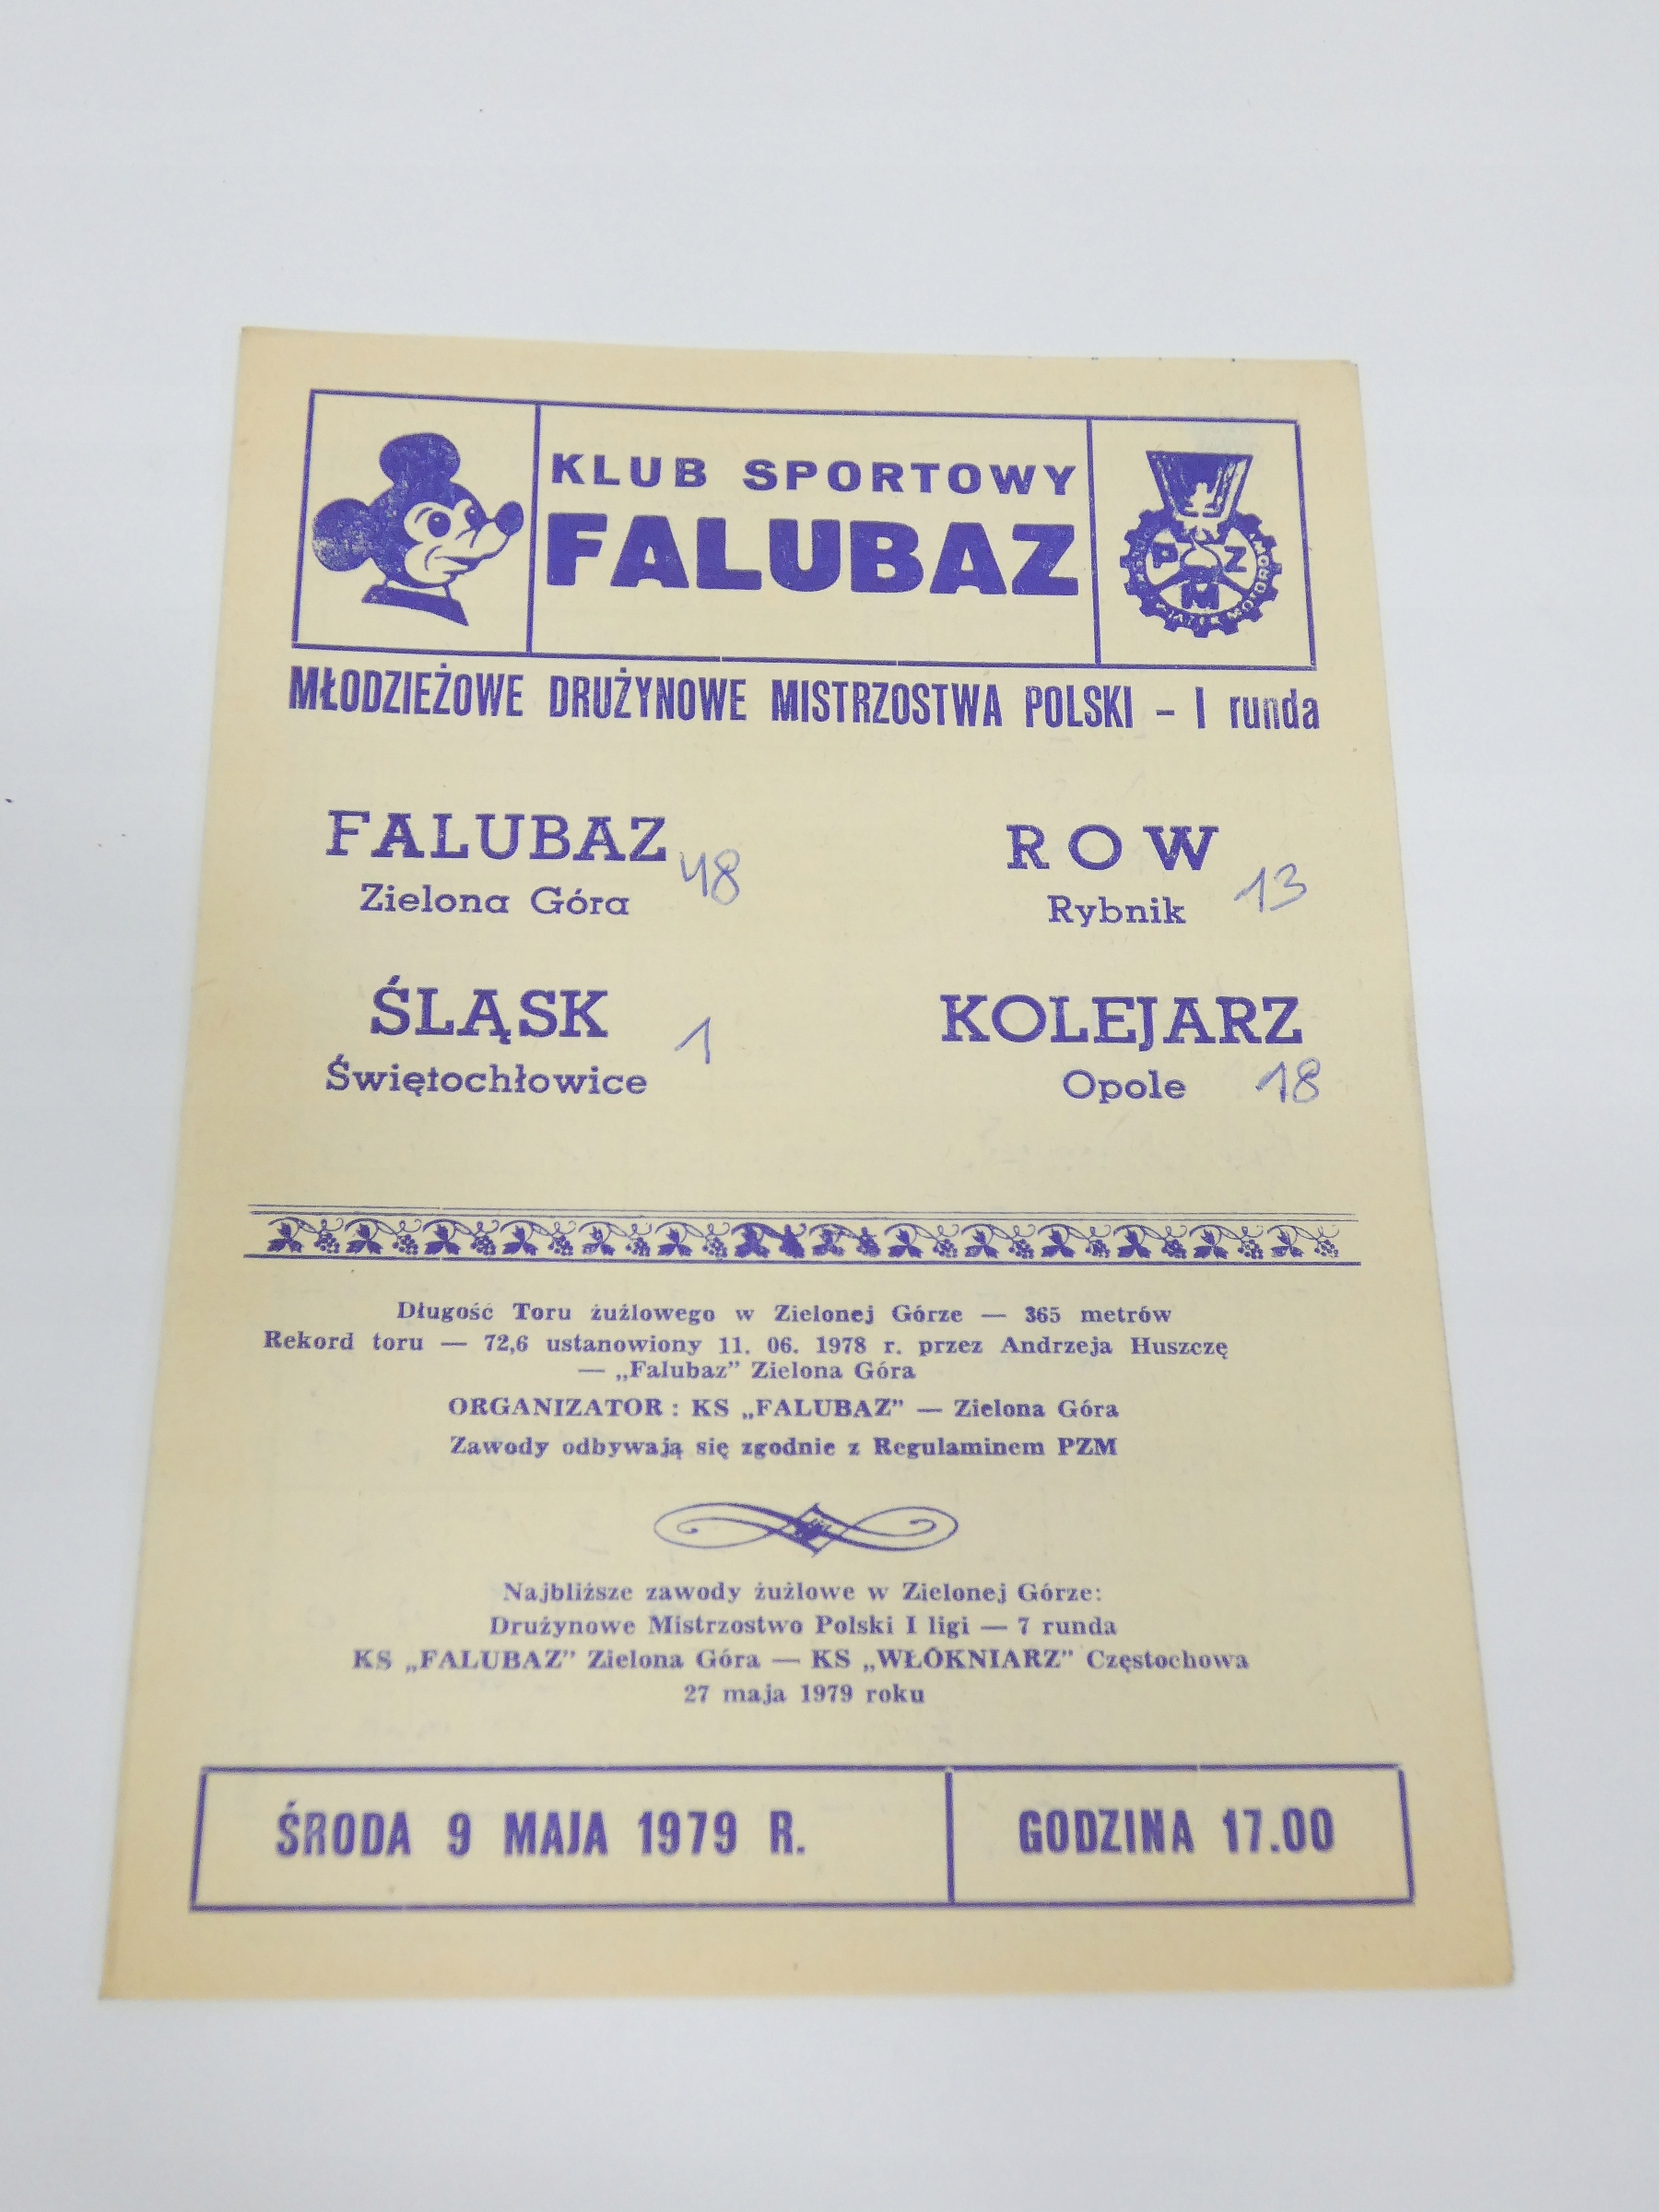 KLUB SPORTOWY
FALUBAZ
P Z
M
MŁODZIEŻOWE DRUŻYNOWE MISTRZOSTWA POLSKI – I runda
FALUBAZ 48
Zielona Góra
ROW 13
Rybnik
ŚLĄSK 1
Świętochłowice
KOLEJARZ
Opole 18
Długość Toru żużlowego w Zielonej Górze — 365 metrów
Rekord toru — 72,6 ustanowiony 11. 06. 1978 r. przez Andrzeja Huszczę
— „Falubaz” Zielona Góra
ORGANIZATOR : KS „FALUBAZ” — Zielona Góra
Zawody odbywają się zgodnie z Regulaminem PZM
Najbliższe zawody żużlowe w Zielonej Górze:
Drużynowe Mistrzostwo Polski I ligi — 7 runda
KS „FALUBAZ” Zielona Góra — KS „WŁÓKNIARZ” Częstochowa
27 maja 1979 roku
ŚRODA 9 MAJA 1979 R.
GODZINA 17.00